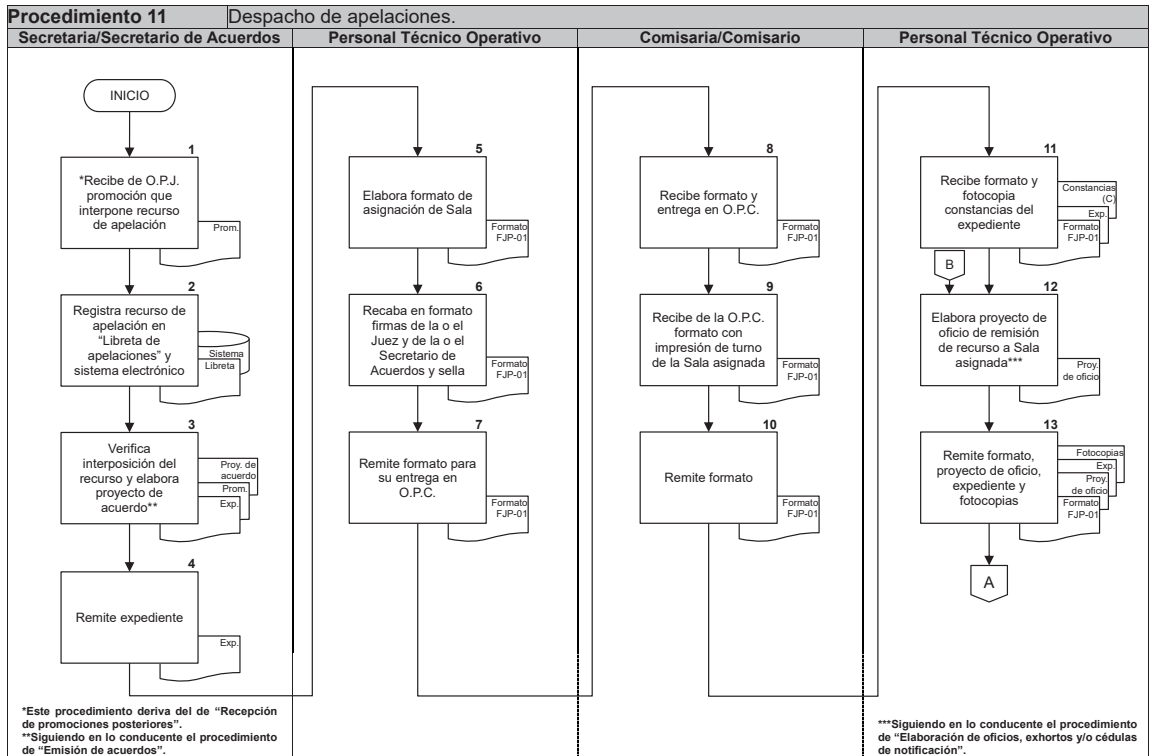 Procedimiento 11 Despacho de apelaciones.
Secretaria/Secretario de Acuerdos
Personal Técnico Operativo
Comisaria/Comisario
Personal Técnico Operativo
INICIO
1
*Recibe de O.P.J.
promoción que
interpone recurso
de apelación
Prom.
2
Registra recurso de
apelación en
“Libreta de
apelaciones” y
sistema electrónico
Sistema
Libreta
3
Verifica
interposición del
recurso y elabora
proyecto de
acuerdo**
Proy. de
acuerdo
Prom.
Exp.
4
Remite expediente
Exp.
*Este procedimiento deriva del de “Recepción
de promociones posteriores”.
**Siguiendo en lo conducente el procedimiento
de “Emisión de acuerdos”.
5
Elabora formato de
asignación de Sala
Formato
FJP-01
6
Recaba en formato
firmas de la o el
Juez y de la o el
Secretario de
Acuerdos y sella
Formato
FJP-01
7
Remite formato para
su entrega en
O.P.C.
Formato
FJP-01
8
Recibe formato y
entrega en O.P.C.
Formato
FJP-01
9
Recibe de la O.P.C.
formato con
impresión de turno
de la Sala asignada
Formato
FJP-01
10
Remite formato
Formato
FJP-01
11
Recibe formato y
fotocopia
constancias del
expediente
Constancias
(C)
Exp.
Formato
FJP-01
B
12
Elabora proyecto de
oficio de remisión
de recurso a Sala
asignada***
Proy.
de oficio
13
Remite formato,
proyecto de oficio,
expediente y
fotocopias
Fotocopias
Exp.
Proy.
de oficio
Formato
FJP-01
A
***Siguiendo en lo conducente el procedimiento
de “Elaboración de oficios, exhortos y/o cédulas
de notificación”.